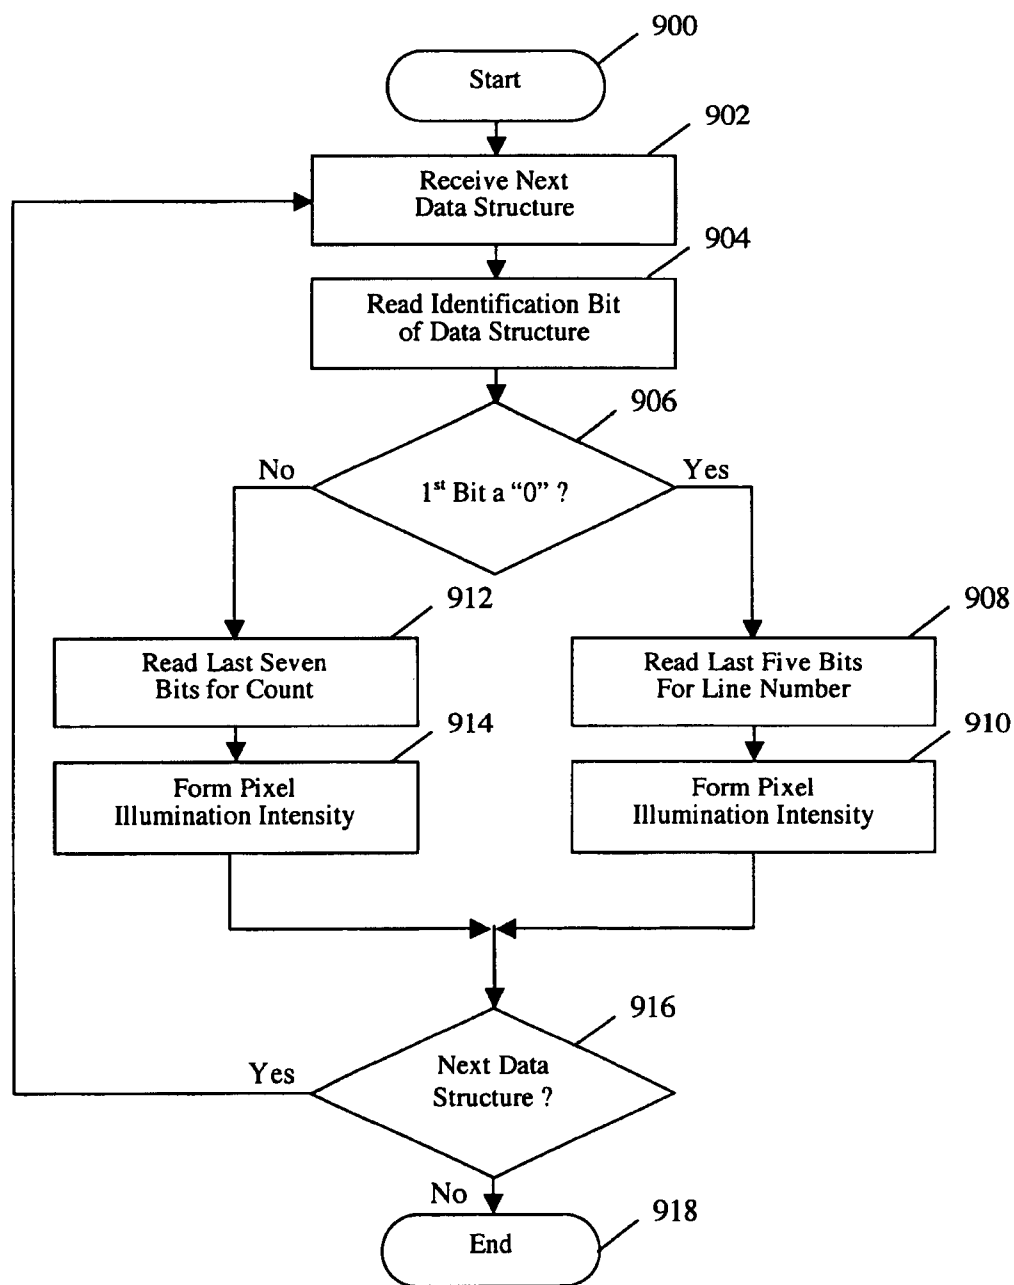 900
Start
902
Receive Next
Data Structure
904
Read Identification Bit
of Data Structure
906
No
Yes
1st Bit a “0” ?
912
908
Read Last Seven
Bits for Count
Read Last Five Bits
For Line Number
914
910
Form Pixel
Illumination Intensity
Form Pixel
Illumination Intensity
916
Yes
Next Data
Structure ?
No
918
End